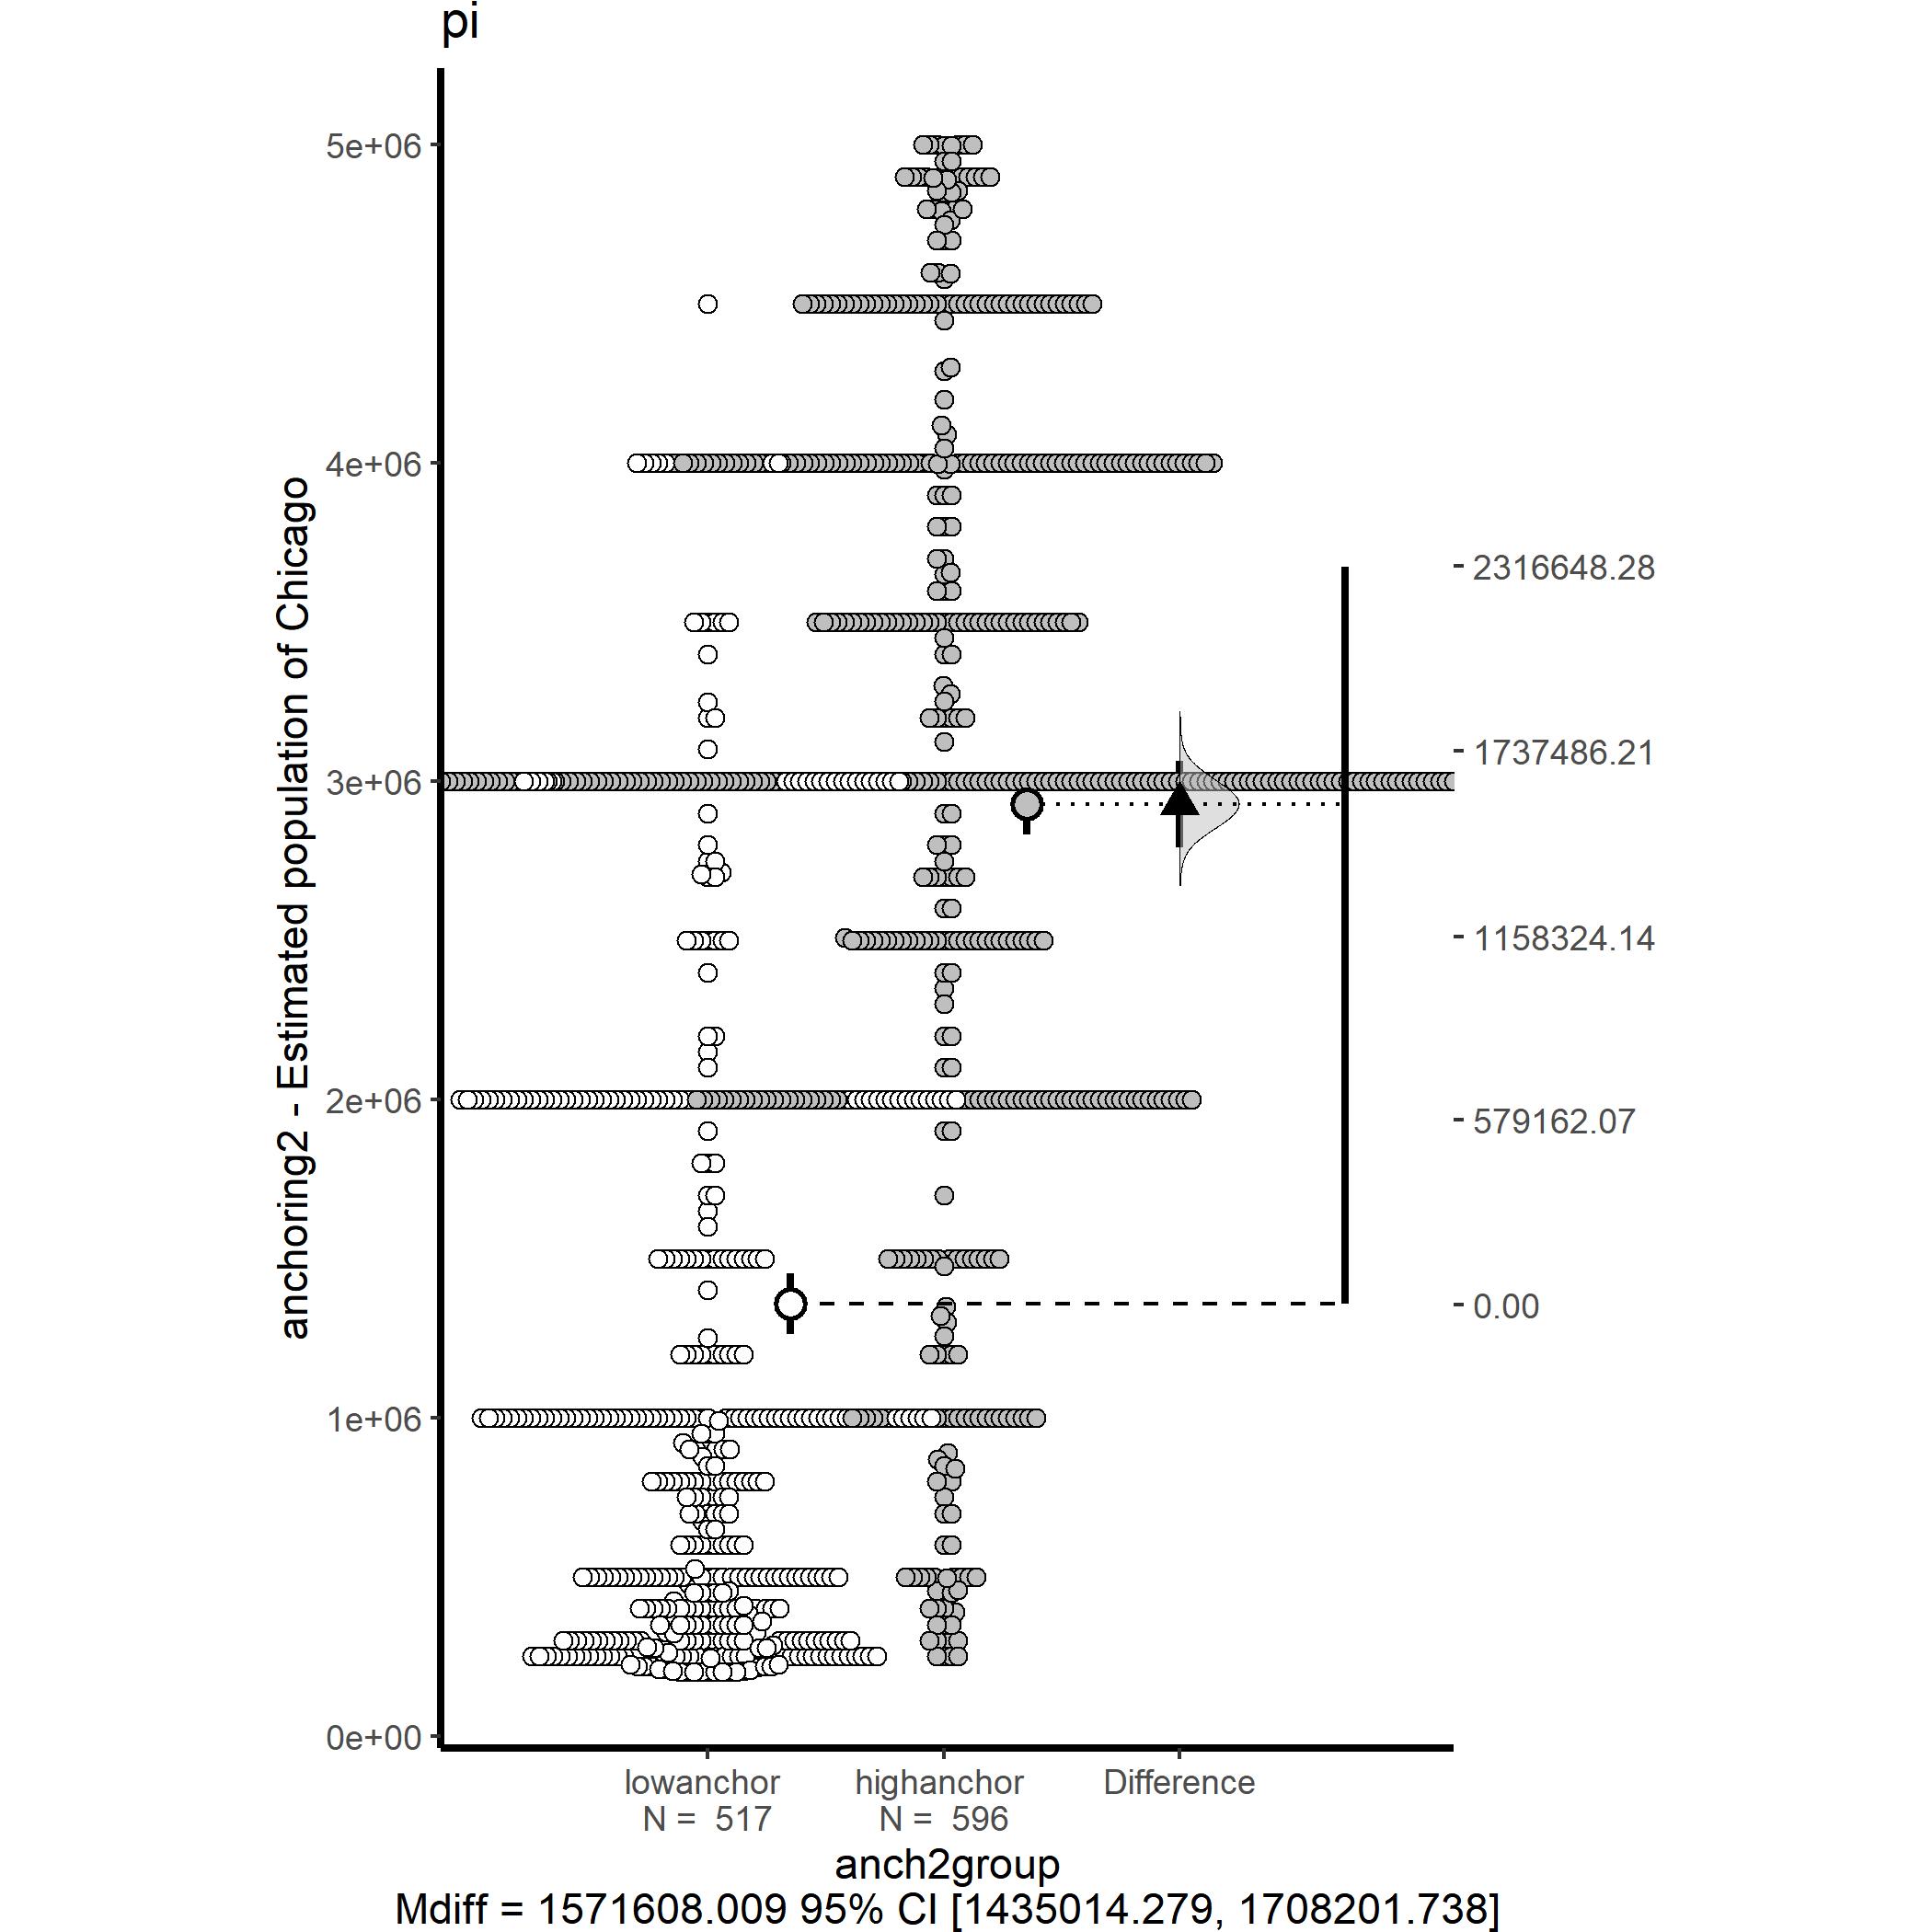 pi
anchoring2 - Estimated population of Chicago
5e+06
4e+06
3e+06
2e+06
1e+06
0e+00
2316648.28
1737486.21
1158324.14
579162.07
0.00
lowanchor
N =  517
highanchor
N =  596
Difference
anch2group
Mdiff = 1571608.009 95% CI [1435014.279, 1708201.738]